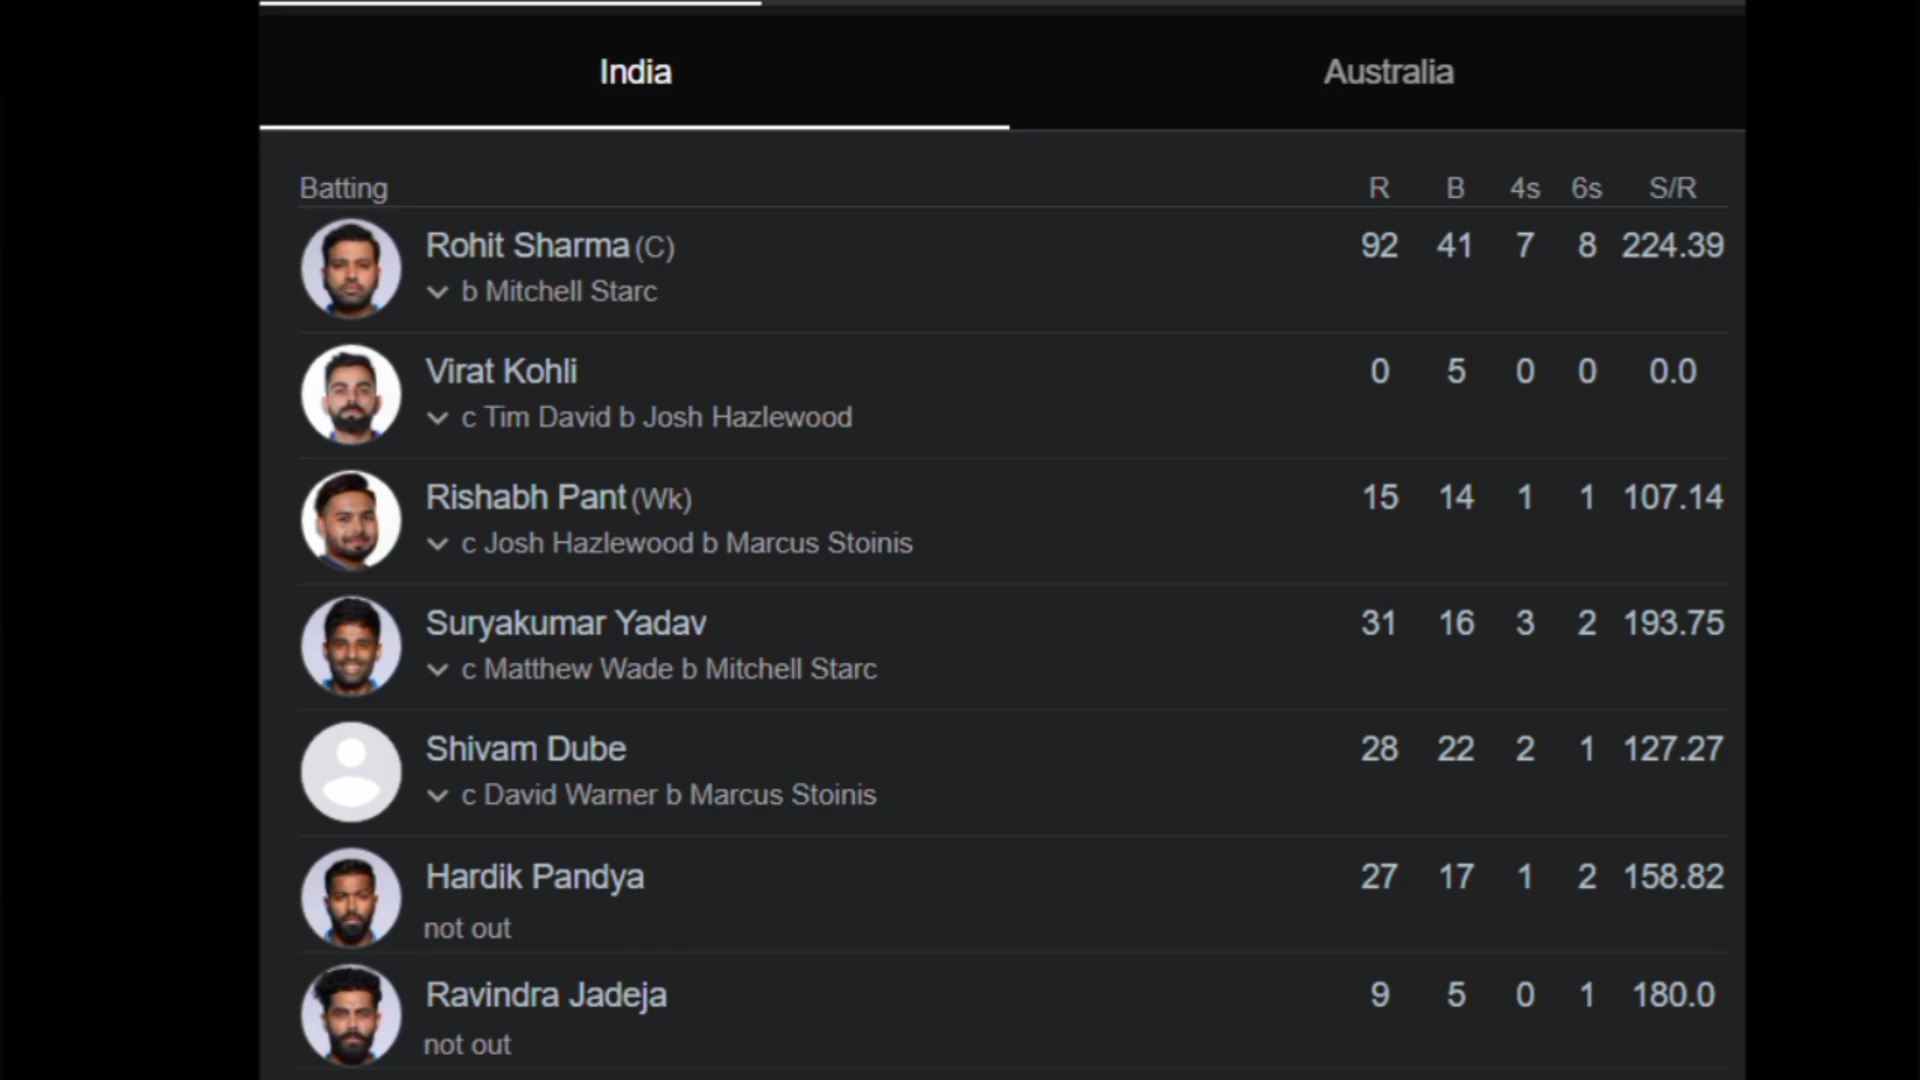 India Australia
Batting R B 4s 6s S/R
Rohit Sharma (C) 92 41 7 8 224.39
b Mitchell Starc
Virat Kohli 0 5 0 0 0.0
c Tim David b Josh Hazlewood
Rishabh Pant (Wk) 15 14 1 1 107.14
c Josh Hazlewood b Marcus Stoinis
Suryakumar Yadav 31 16 3 2 193.75
c Matthew Wade b Mitchell Starc
Shivam Dube 28 22 2 1 127.27
c David Warner b Marcus Stoinis
Hardik Pandya 27 17 1 2 158.82
not out
Ravindra Jadeja 9 5 0 1 180.0
not out